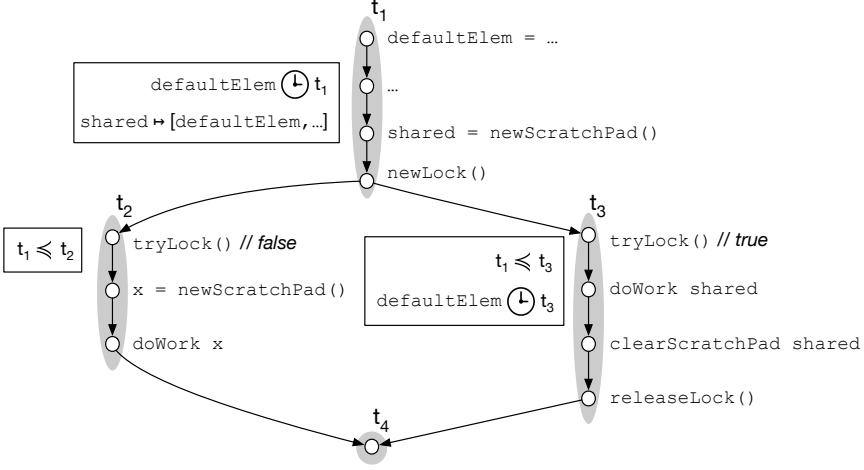 t1
defaultElem = …
defaultElem t1
…
shared ↦ [defaultElem,…]
shared = newScratchPad()
newLock()
t2
t3
t1 ≼ t2
tryLock() // false
tryLock() // true
t1 ≼ t3
x = newScratchPad()
defaultElem t3
doWork shared
doWork x
clearScratchPad shared
releaseLock()
t4